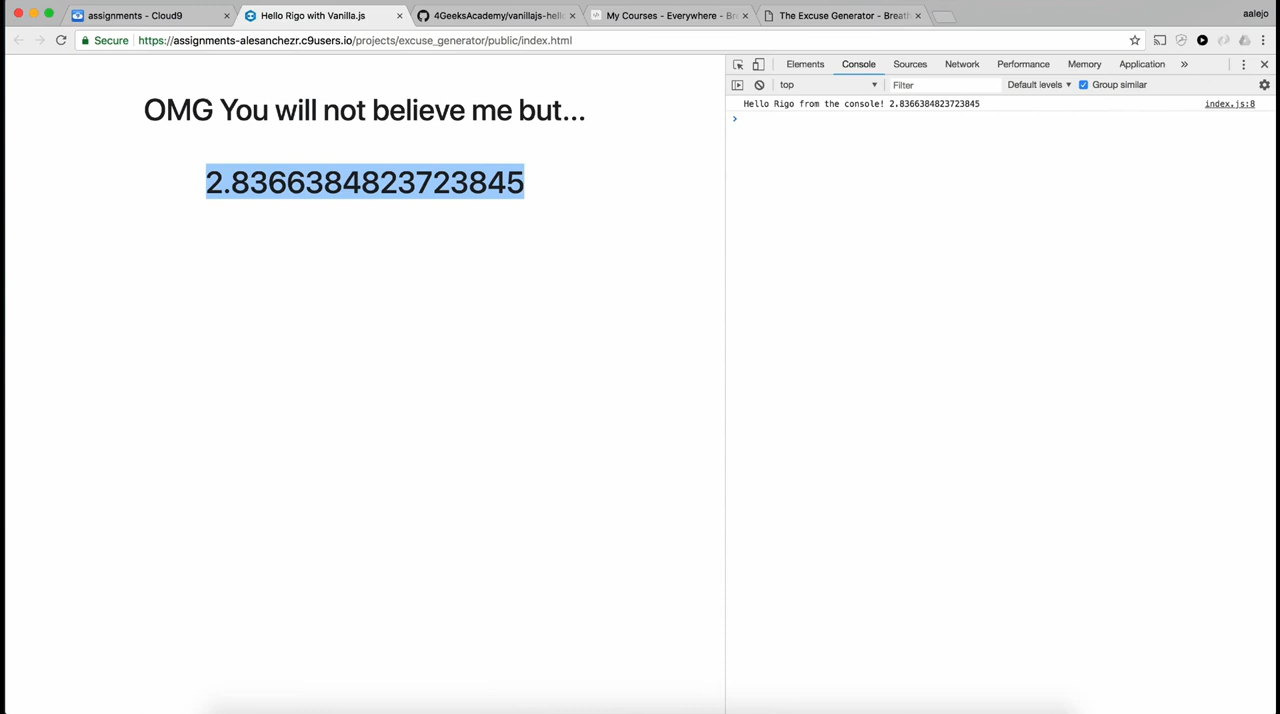 assignments - Cloud9
Hello Rigo with Vanilla.js
4GeeksAcademy/vanillajs-hello
My Courses - Everywhere - Bre
The Excuse Generator - Breath
aalejo
Secure
https://assignments-alesanchezr.c9users.io/projects/excuse_generator/public/index.html
Elements Console Sources Network Performance Memory Application »
top Filter Default levels Group similar
Hello Rigo from the console! 2.8366384823723845 index.js:8
>
OMG You will not believe me but...
2.8366384823723845